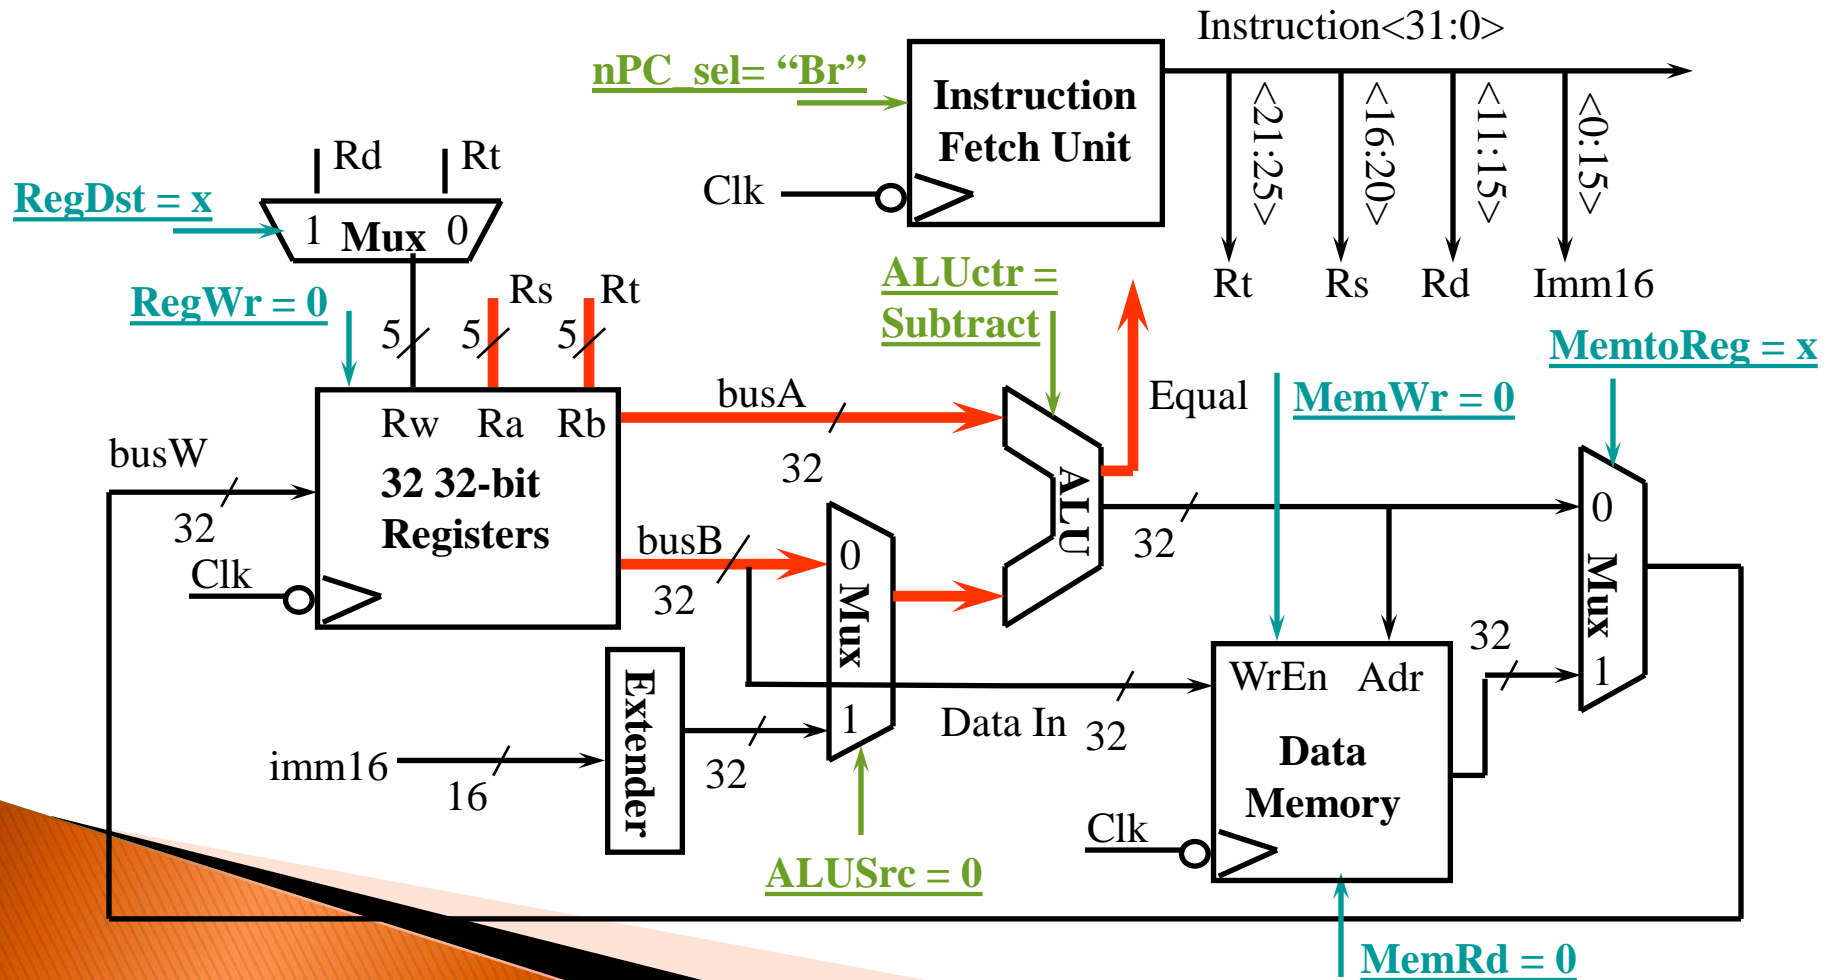 Instruction<31:0>
nPC_sel= “Br”
Instruction
Fetch Unit
Clk
<21:25>
<16:20>
<11:15>
<0:15>
Rt
Rs
Rd
Imm16
Rd
Rt
RegDst = x
1
Mux
0
RegWr = 0
Rs
Rt
5
5
5
ALUctr =
Subtract
Equal
MemWr = 0
MemtoReg = x
busA
32
Rw
Ra
Rb
busW
32
32 32-bit
Registers
Clk
busB
32
0
Mux
1
ALU
32
0
Mux
1
32
WrEn
Adr
Data
Memory
Clk
Data In
32
Extender
imm16
16
32
ALUSrc = 0
MemRd = 0